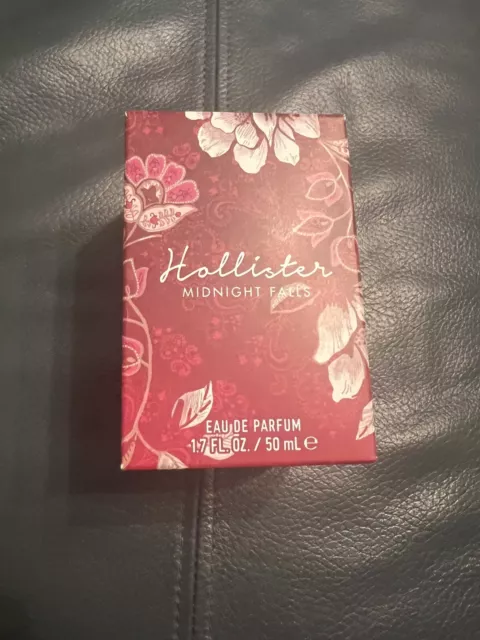 Hollister
MIDNIGHT FALLS
EAU DE PARFUM
1.7 FL. OZ. / 50 mL ℮